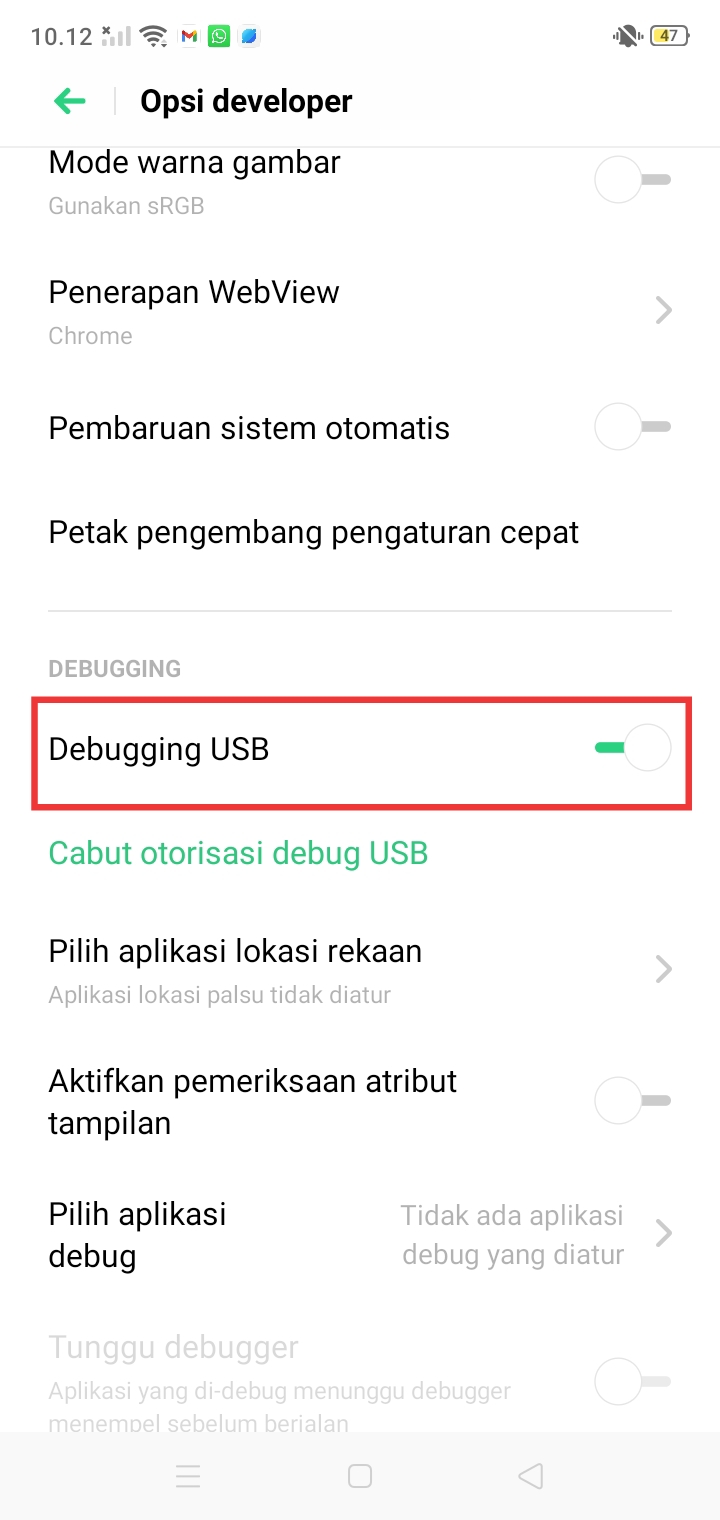 10.12
47
Opsi developer
Mode warna gambar
Gunakan sRGB
Penerapan WebView
Chrome
Pembaruan sistem otomatis
Petak pengembang pengaturan cepat
DEBUGGING
Debugging USB
Cabut otorisasi debug USB
Pilih aplikasi lokasi rekaan
Aplikasi lokasi palsu tidak diatur
Aktifkan pemeriksaan atribut
tampilan
Pilih aplikasi
debug
Tidak ada aplikasi
debug yang diatur
Tunggu debugger
Aplikasi yang di-debug menunggu debugger
menempel sebelum berjalan